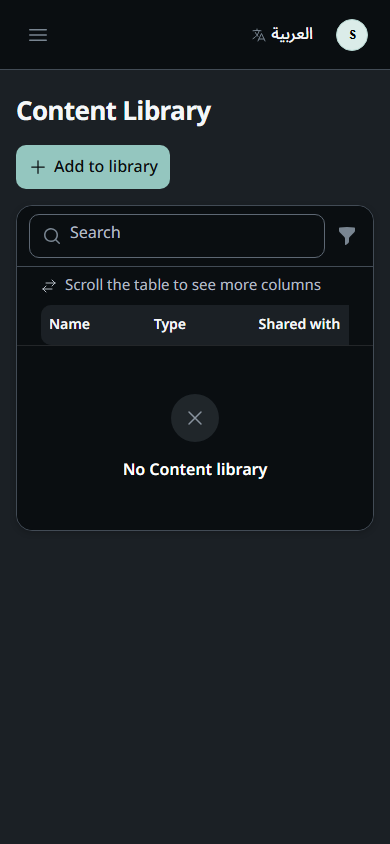 العربية
S
Content Library
Add to library
Search
Scroll the table to see more columns
Name Type Shared with
No Content library